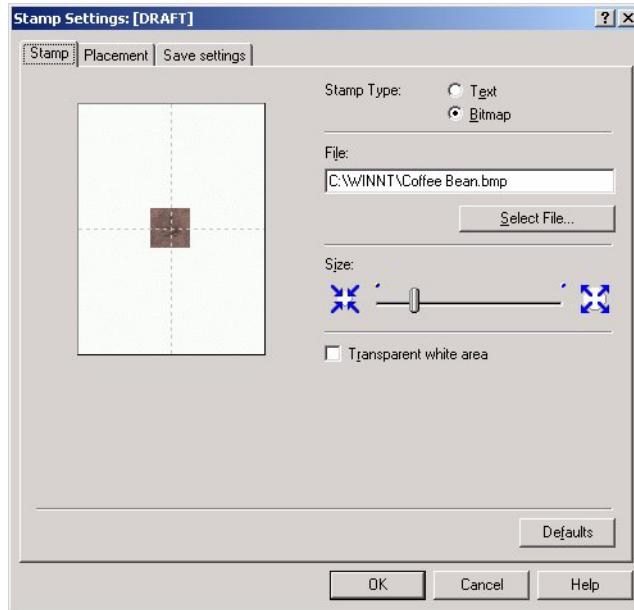 Stamp Settings: [DRAFT]
Stamp
Placement
Save settings
Stamp Type:
Text
Bitmap
File:
C:\WINNT\Coffee Bean.bmp
Select File...
Size:
Transparent white area
Defaults
OK
Cancel
Help